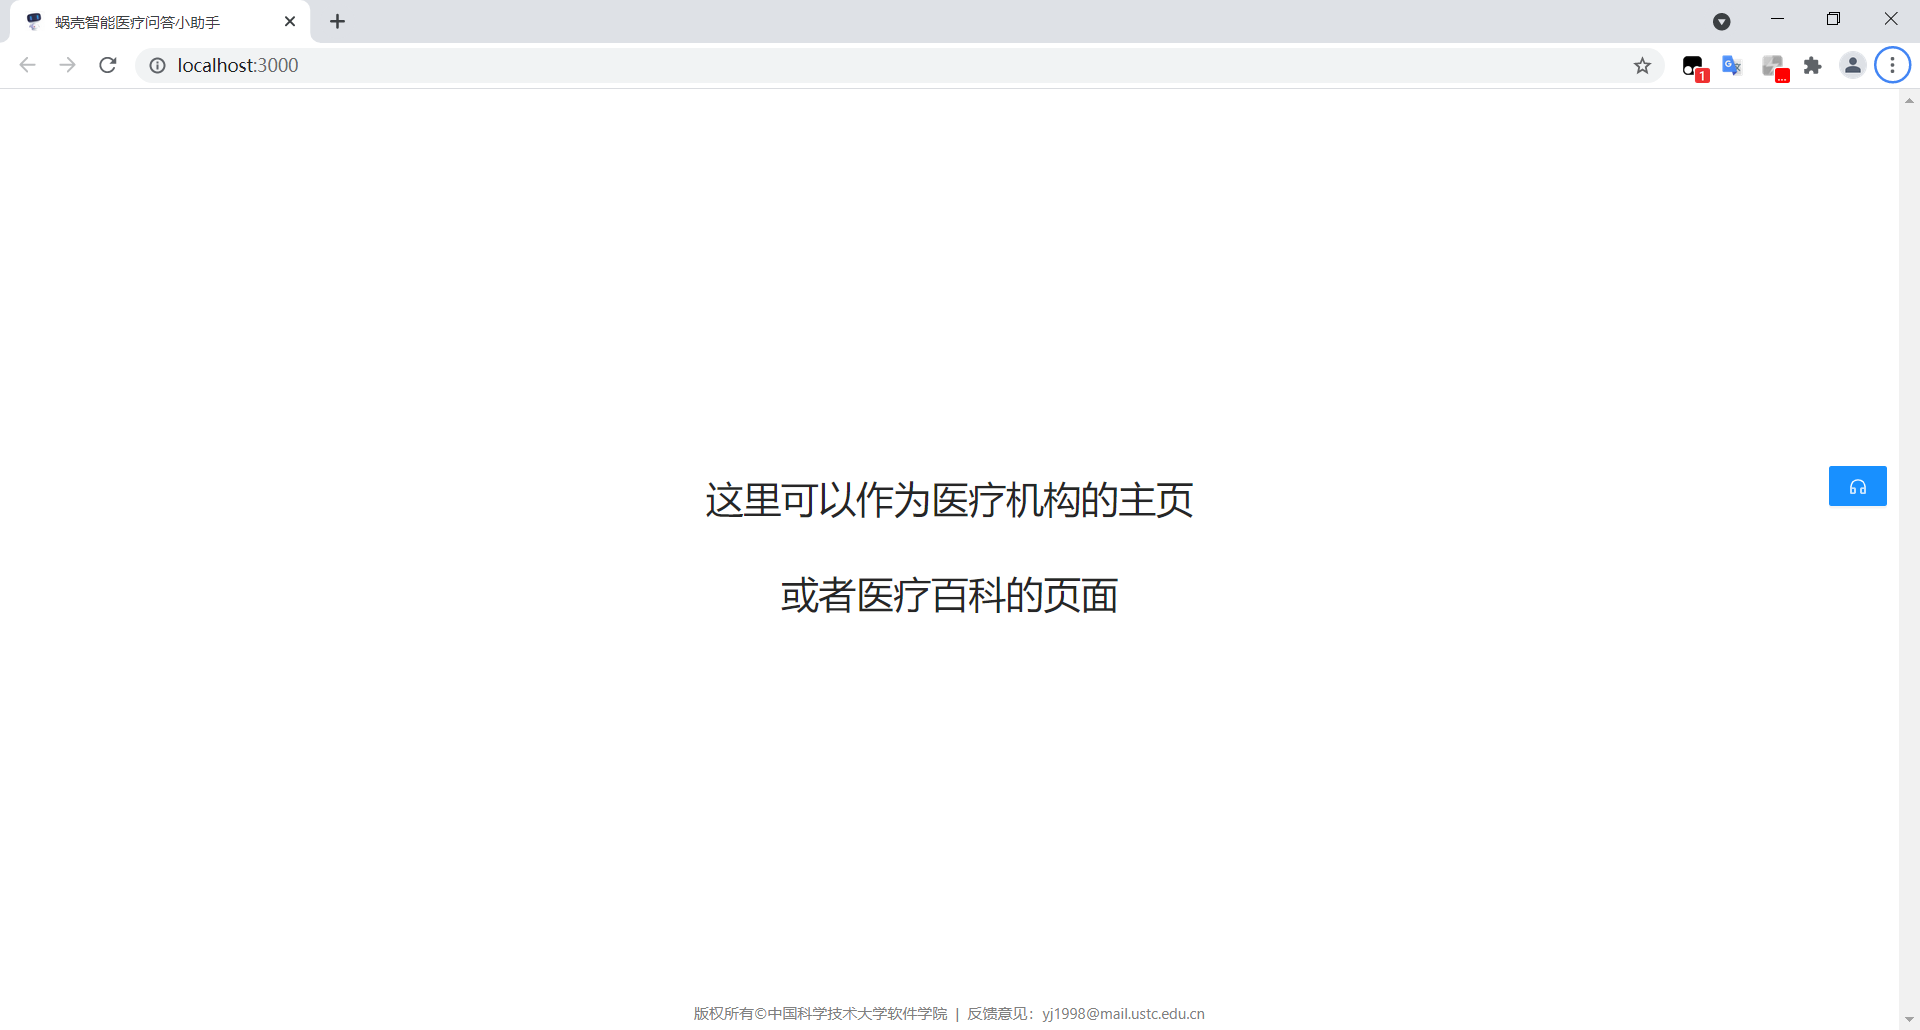 蜗壳智能医疗问答小助手
localhost:3000
1
...
这里可以作为医疗机构的主页
或者医疗百科的页面
版权所有©中国科学技术大学软件学院 | 反馈意见：yj1998@mail.ustc.edu.cn